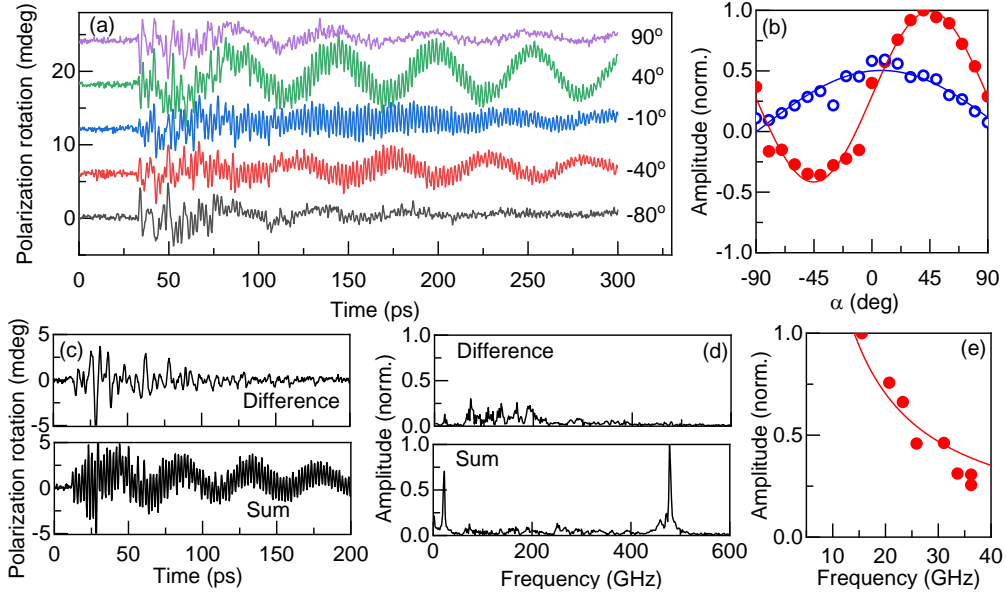 (a)
Polarization rotation (mdeg)
20
10
0
90º
40º
-10º
-40º
-80º
0 50 100 150 200 250 300
Time (ps)
(b)
Amplitude (norm.)
1.0
0.5
0.0
-0.5
-1.0
-90 -45 0 45 90
α (deg)
(c)
Polarization rotation (mdeg)
5
0
-5
Difference
5
0
-5
Sum
0 50 100 150 200
Time (ps)
(d)
Amplitude (norm.)
1.0
0.5
0.0
Difference
1.0
0.5
0.0
Sum
0 200 400 600
Frequency (GHz)
(e)
Amplitude (norm.)
1.0
0.5
0.0
10 20 30 40
Frequency (GHz)